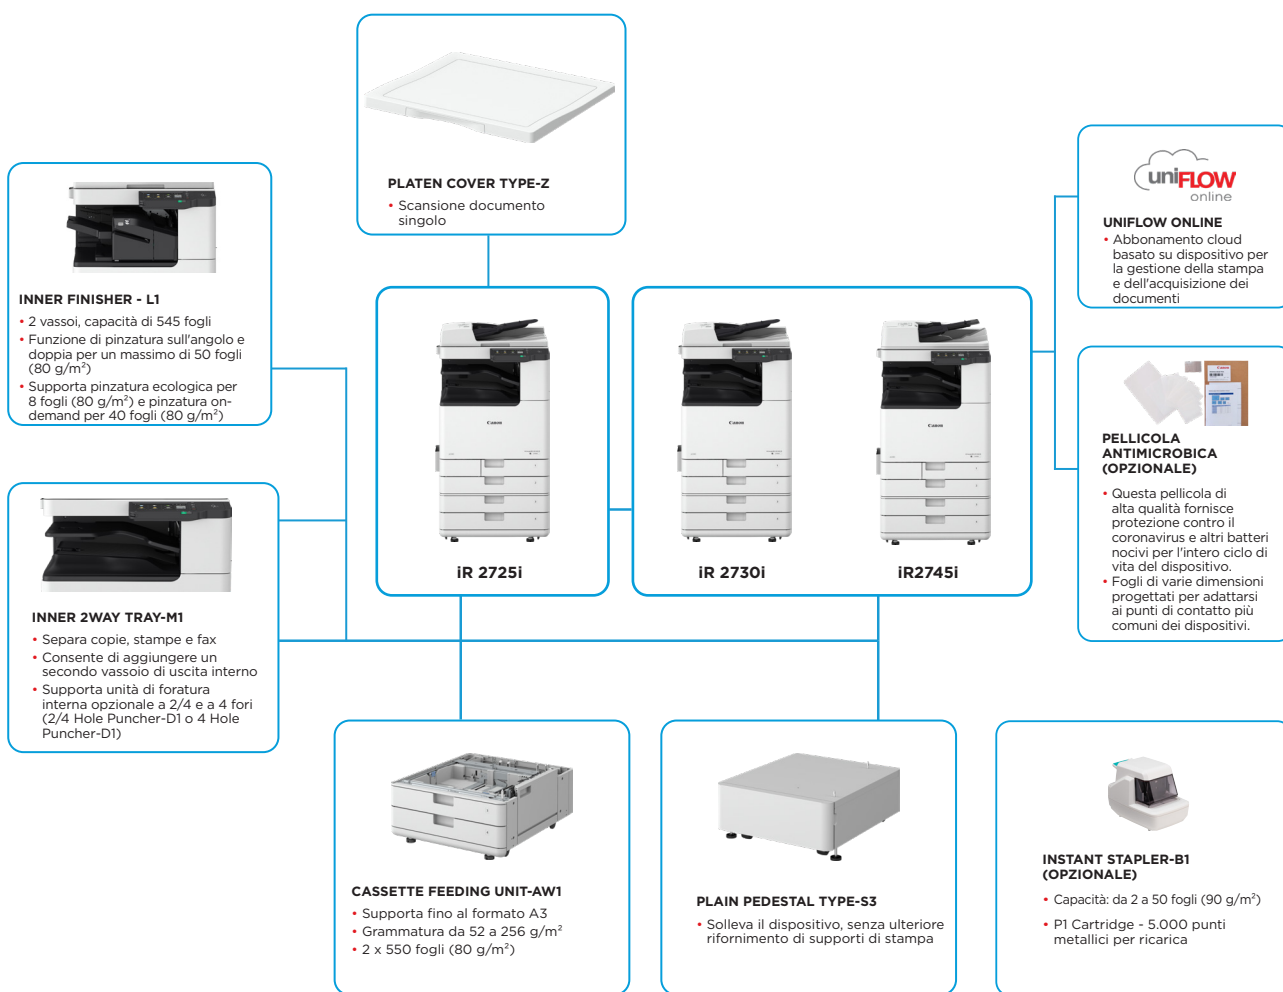 PLATEN COVER TYPE-Z
• Scansione documento
singolo
uniFLOW
online
UNIFLOW ONLINE
• Abbonamento cloud
basato su dispositivo per
la gestione della stampa
e dell'acquisizione dei
documenti
INNER FINISHER - L1
• 2 vassoi, capacità di 545 fogli
• Funzione di pinzatura sull'angolo e
doppia per un massimo di 50 fogli
(80 g/m²)
• Supporta pinzatura ecologica per
8 fogli (80 g/m²) e pinzatura on-
demand per 40 fogli (80 g/m²)
Canon
Canon
Canon
iR 2725i
iR 2730i
iR2745i
PELLICOLA
ANTIMICROBICA
(OPZIONALE)
• Questa pellicola di
alta qualità fornisce
protezione contro il
coronavirus e altri batteri
nocivi per l'intero ciclo di
vita del dispositivo.
• Fogli di varie dimensioni
progettati per adattarsi
ai punti di contatto più
comuni dei dispositivi.
INNER 2WAY TRAY-M1
• Separa copie, stampe e fax
• Consente di aggiungere un
secondo vassoio di uscita interno
• Supporta unità di foratura
interna opzionale a 2/4 e a 4 fori
(2/4 Hole Puncher-D1 o 4 Hole
Puncher-D1)
CASSETTE FEEDING UNIT-AW1
• Supporta fino al formato A3
• Grammatura da 52 a 256 g/m²
• 2 x 550 fogli (80 g/m²)
PLAIN PEDESTAL TYPE-S3
• Solleva il dispositivo, senza ulteriore
rifornimento di supporti di stampa
INSTANT STAPLER-B1
(OPZIONALE)
• Capacità: da 2 a 50 fogli (90 g/m²)
• P1 Cartridge - 5.000 punti
metallici per ricarica